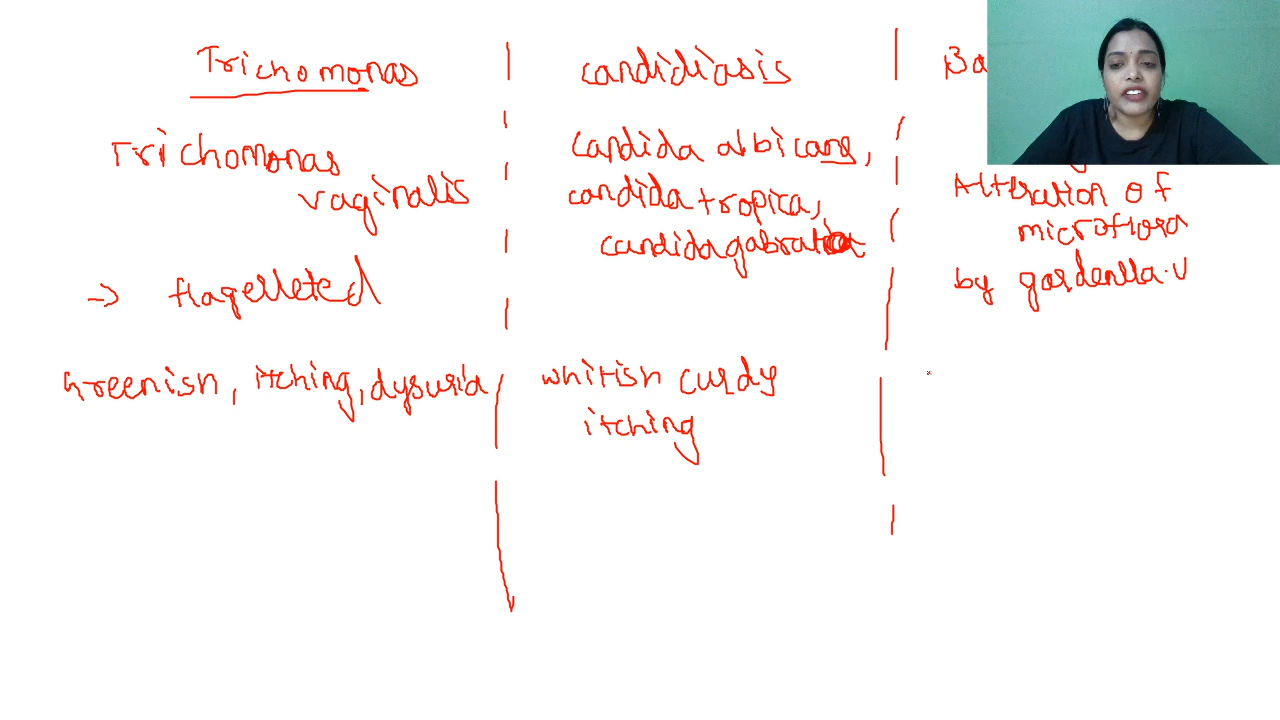 Trichomonas
candidiasis
Ba
Trichomonas
vaginalis
candida albicans,
candida tropica,
candida gabrata
Alteration of
microflora
by gardenlla.v
-> flagelleted
Greenish, itching, dysuria
whitish curdy
itching